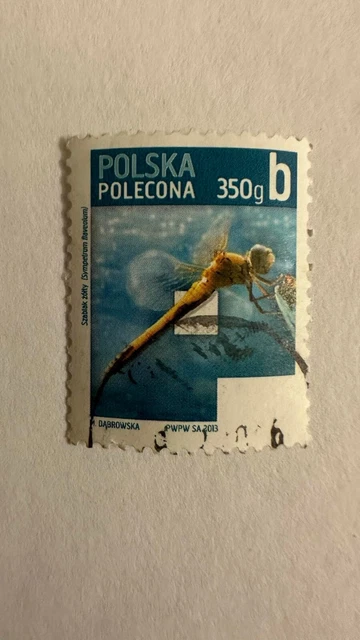 POLSKA
POLECONA 350g b
Szablak żółty (Sympetrum flaveolum)
DĄBROWSKA PWPW SA 2013